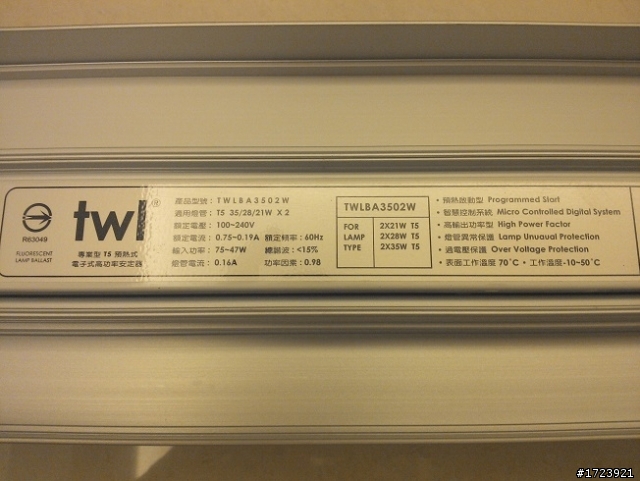 R63049
FLUORESCENT
LAMP BALLAST
twl®
專業型 T5 預熱式
電子式高功率安定器
產品型號：TWLBA3502W
適用燈管：T5 35/28/21W X 2
額定電壓：100~240V
額定電流：0.75~0.19A 額定頻率：60Hz
輸入功率：75~47W 總諧波：<15%
燈管電流：0.16A 功率因素：0.98
TWLBA3502W
FOR 2X21W T5
LAMP 2X28W T5
TYPE 2X35W T5
• 預熱啟動型 Programmed Start
• 智慧控制系統 Micro Controlled Digital System
• 高輸出功率型 High Power Factor
• 燈管異常保護 Lamp Unuaual Protection
• 過電壓保護 Over Voltage Protection
• 表面工作溫度 70˚C • 工作溫度-10~50˚C
#1723921